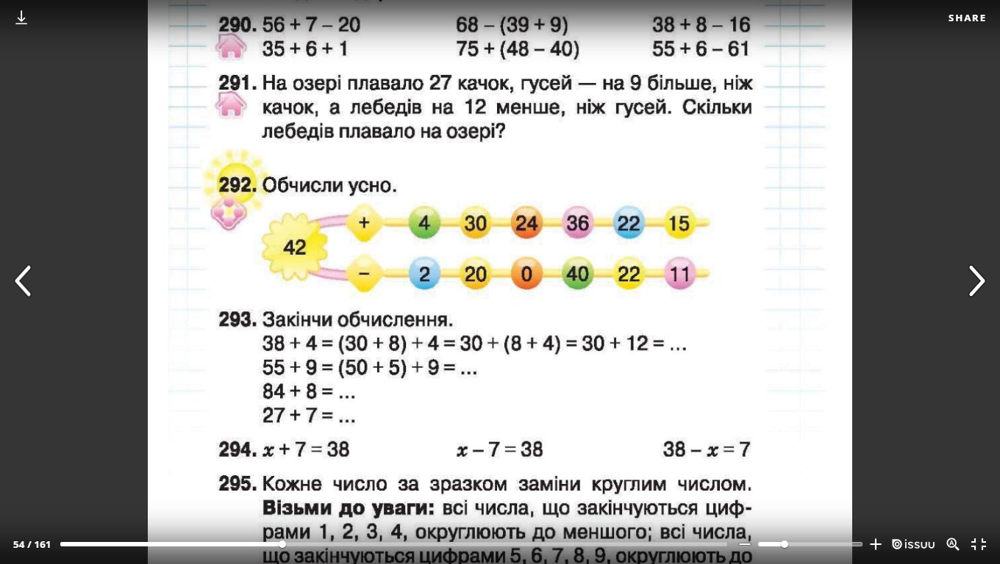 SHARE
290. 56 + 7 – 20 68 – (39 + 9) 38 + 8 – 16
35 + 6 + 1 75 + (48 – 40) 55 + 6 – 61
291. На озері плавало 27 качок, гусей — на 9 більше, ніж
качок, а лебедів на 12 менше, ніж гусей. Скільки
лебедів плавало на озері?
292. Обчисли усно.
+ 4 30 24 36 22 15
42
– 2 20 0 40 22 11
293. Закінчи обчислення.
38 + 4 = (30 + 8) + 4 = 30 + (8 + 4) = 30 + 12 = ...
55 + 9 = (50 + 5) + 9 = ...
84 + 8 = ...
27 + 7 = ...
294. x + 7 = 38 x – 7 = 38 38 – x = 7
295. Кожне число за зразком заміни круглим числом.
Візьми до уваги: всі числа, що закінчуються циф-
рами 1, 2, 3, 4, округлюють до меншого; всі числа,
що закінчуються цифрами 5, 6, 7, 8, 9, округлюють до
54 / 161
issuu